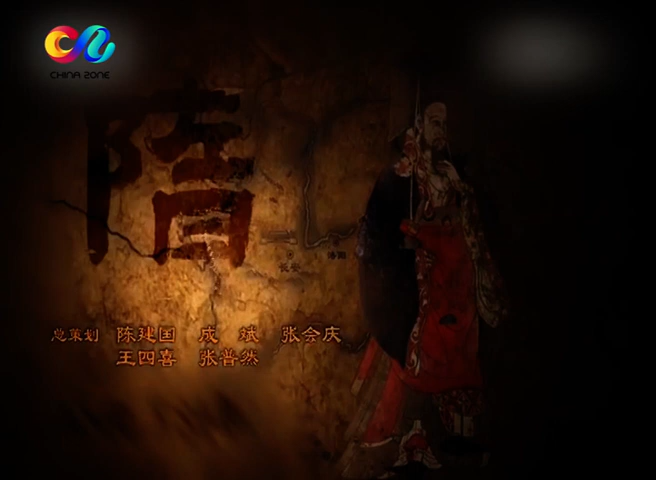 CHINA ZONE
隋
长安
洛阳
总策划 陈建国 成 斌 张会庆
王四喜 张普然